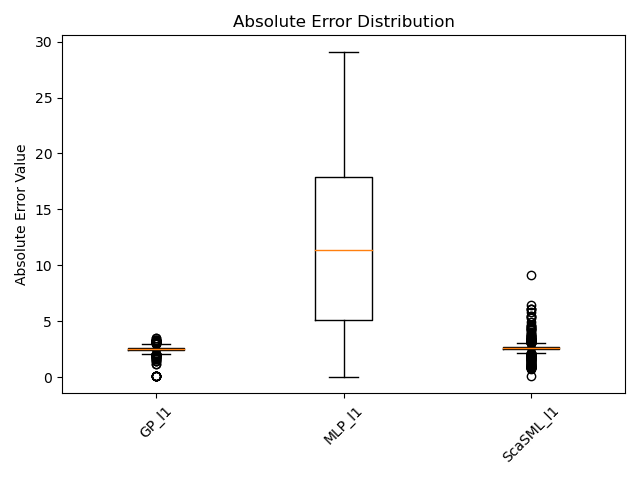 Absolute Error Distribution
Absolute Error Value
30
25
20
15
10
5
0
GP_l1
MLP_l1
ScaSML_l1